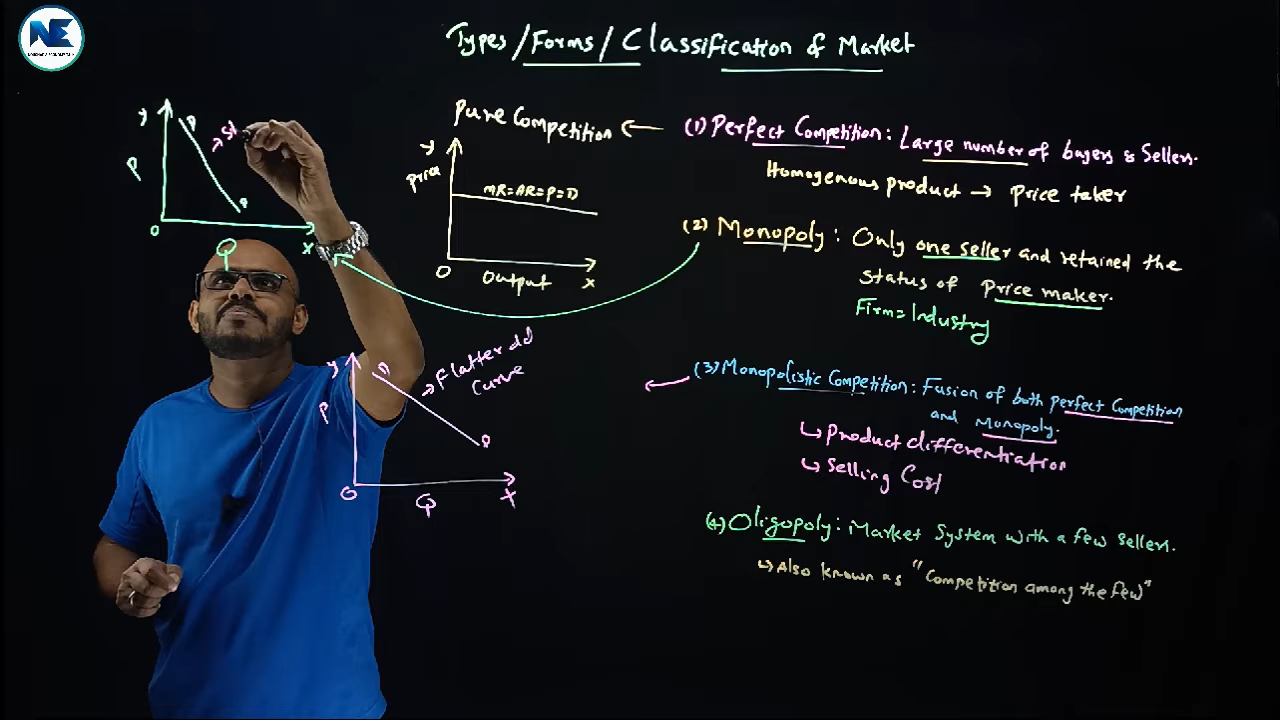 NE
Types/Forms/Classification of Market
Pure Competition
(1) Perfect Competition: Large number of buyers & Sellers.
Homogenous product → Price taker
(2) Monopoly: Only one seller and retained the
status of Price maker.
Firm = Industry
(3) Monopolistic Competition: Fusion of both perfect Competition
and Monopoly.
↳ Product differentiation
↳ Selling Cost
(4) Oligopoly: Market System with a few Sellers.
↳ Also known as "Competition among the few"
y
P
D
→ St
D
O
Q
x
y
Price
MR=AR=P=D
O
Output
x
y
P
D
→ Flatter dd
Curve
D
O
Q
X